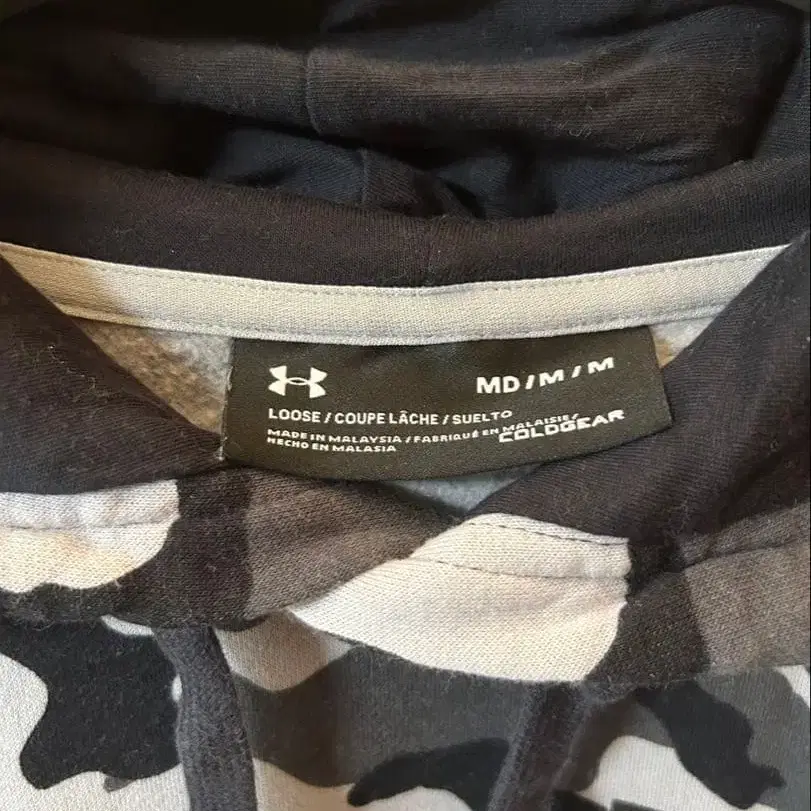 MD / M / M
LOOSE / COUPE LÂCHE / SUELTO
MADE IN MALAYSIA / FABRIQUÉ EN MALAISIE /
HECHO EN MALASIA
COLDGEAR